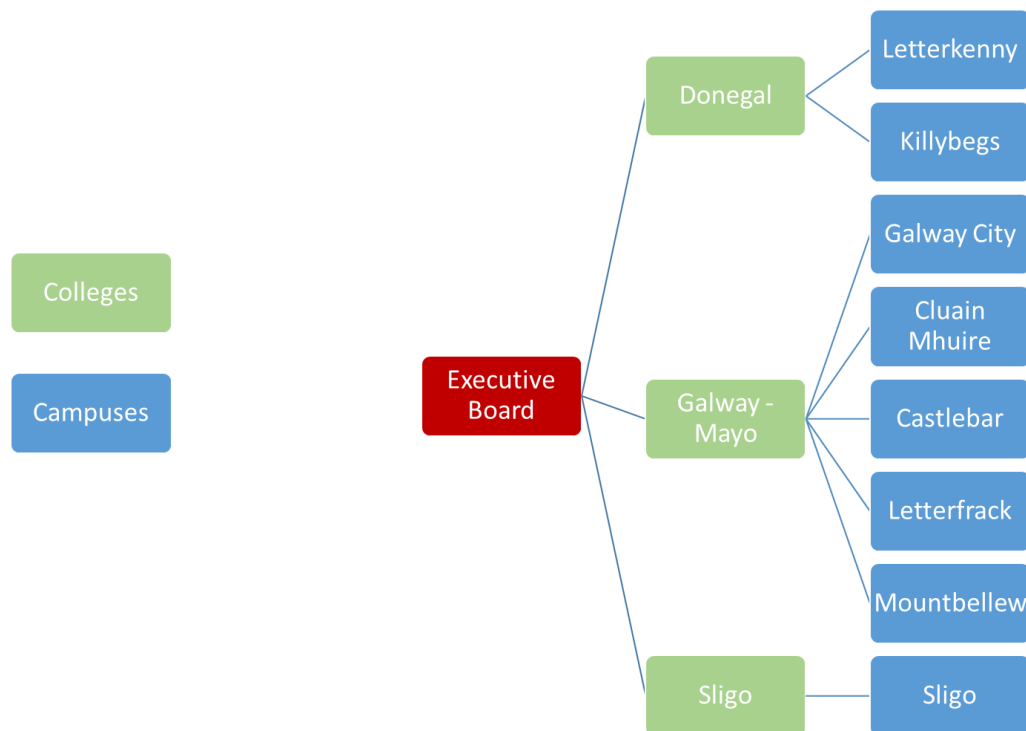 Colleges
Campuses
Executive
Board
Donegal
Galway -
Mayo
Sligo
Letterkenny
Killybegs
Galway City
Cluain
Mhuire
Castlebar
Letterfrack
Mountbellew
Sligo